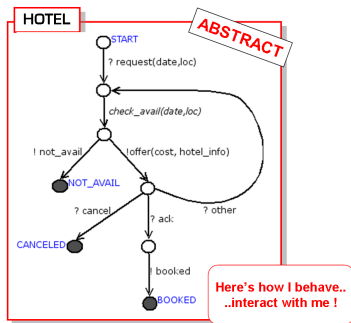 HOTEL
ABSTRACT
START
? request(date,loc)
check_avail(date,loc)
! not_avail
!offer(cost, hotel_info)
NOT_AVAIL
? cancel
? ack
? other
CANCELED
! booked
BOOKED
Here's how I behave..
..interact with me !